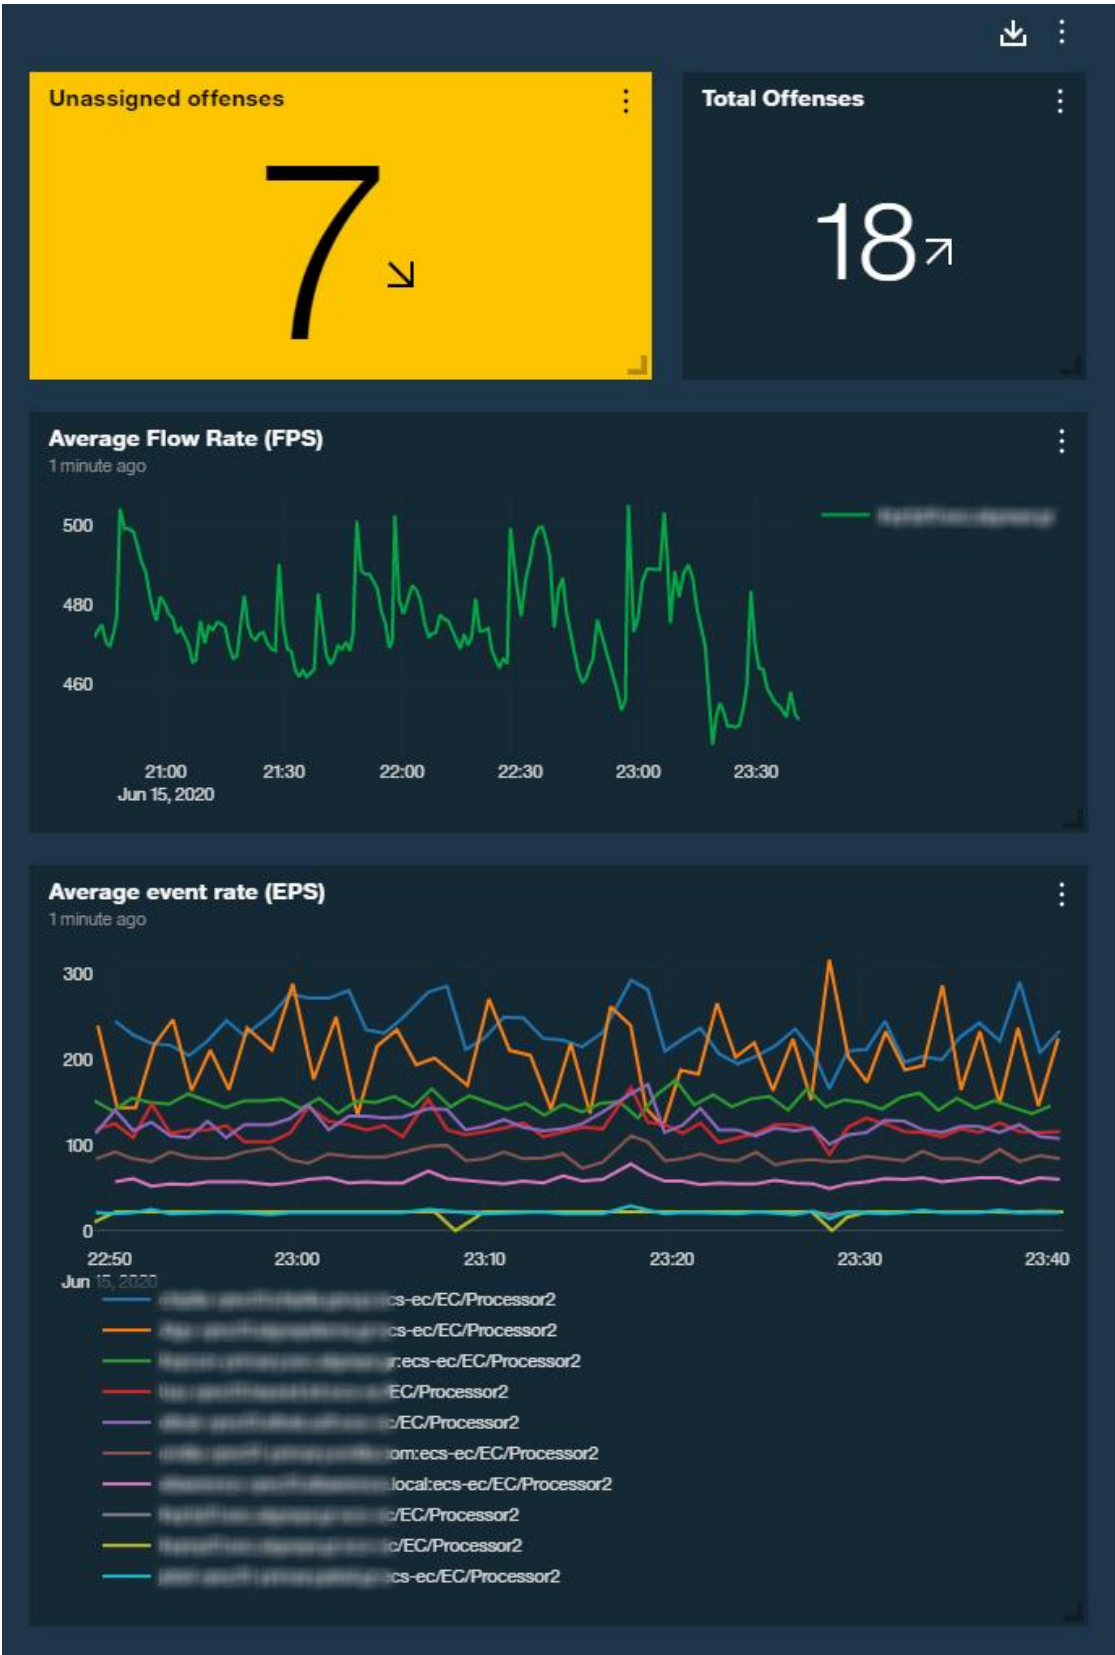 Unassigned offenses
7
Total Offenses
18
Average Flow Rate (FPS)
1 minute ago
500
480
460
21:00
21:30
22:00
22:30
23:00
23:30
Jun 15, 2020
Average event rate (EPS)
1 minute ago
300
200
100
0
22:50
23:00
23:10
23:20
23:30
23:40
Jun 15, 2020
cs-ec/EC/Processor2
cs-ec/EC/Processor2
r:ecs-ec/EC/Processor2
EC/Processor2
c/EC/Processor2
om:ecs-ec/EC/Processor2
local:ecs-ec/EC/Processor2
c/EC/Processor2
c/EC/Processor2
cs-ec/EC/Processor2